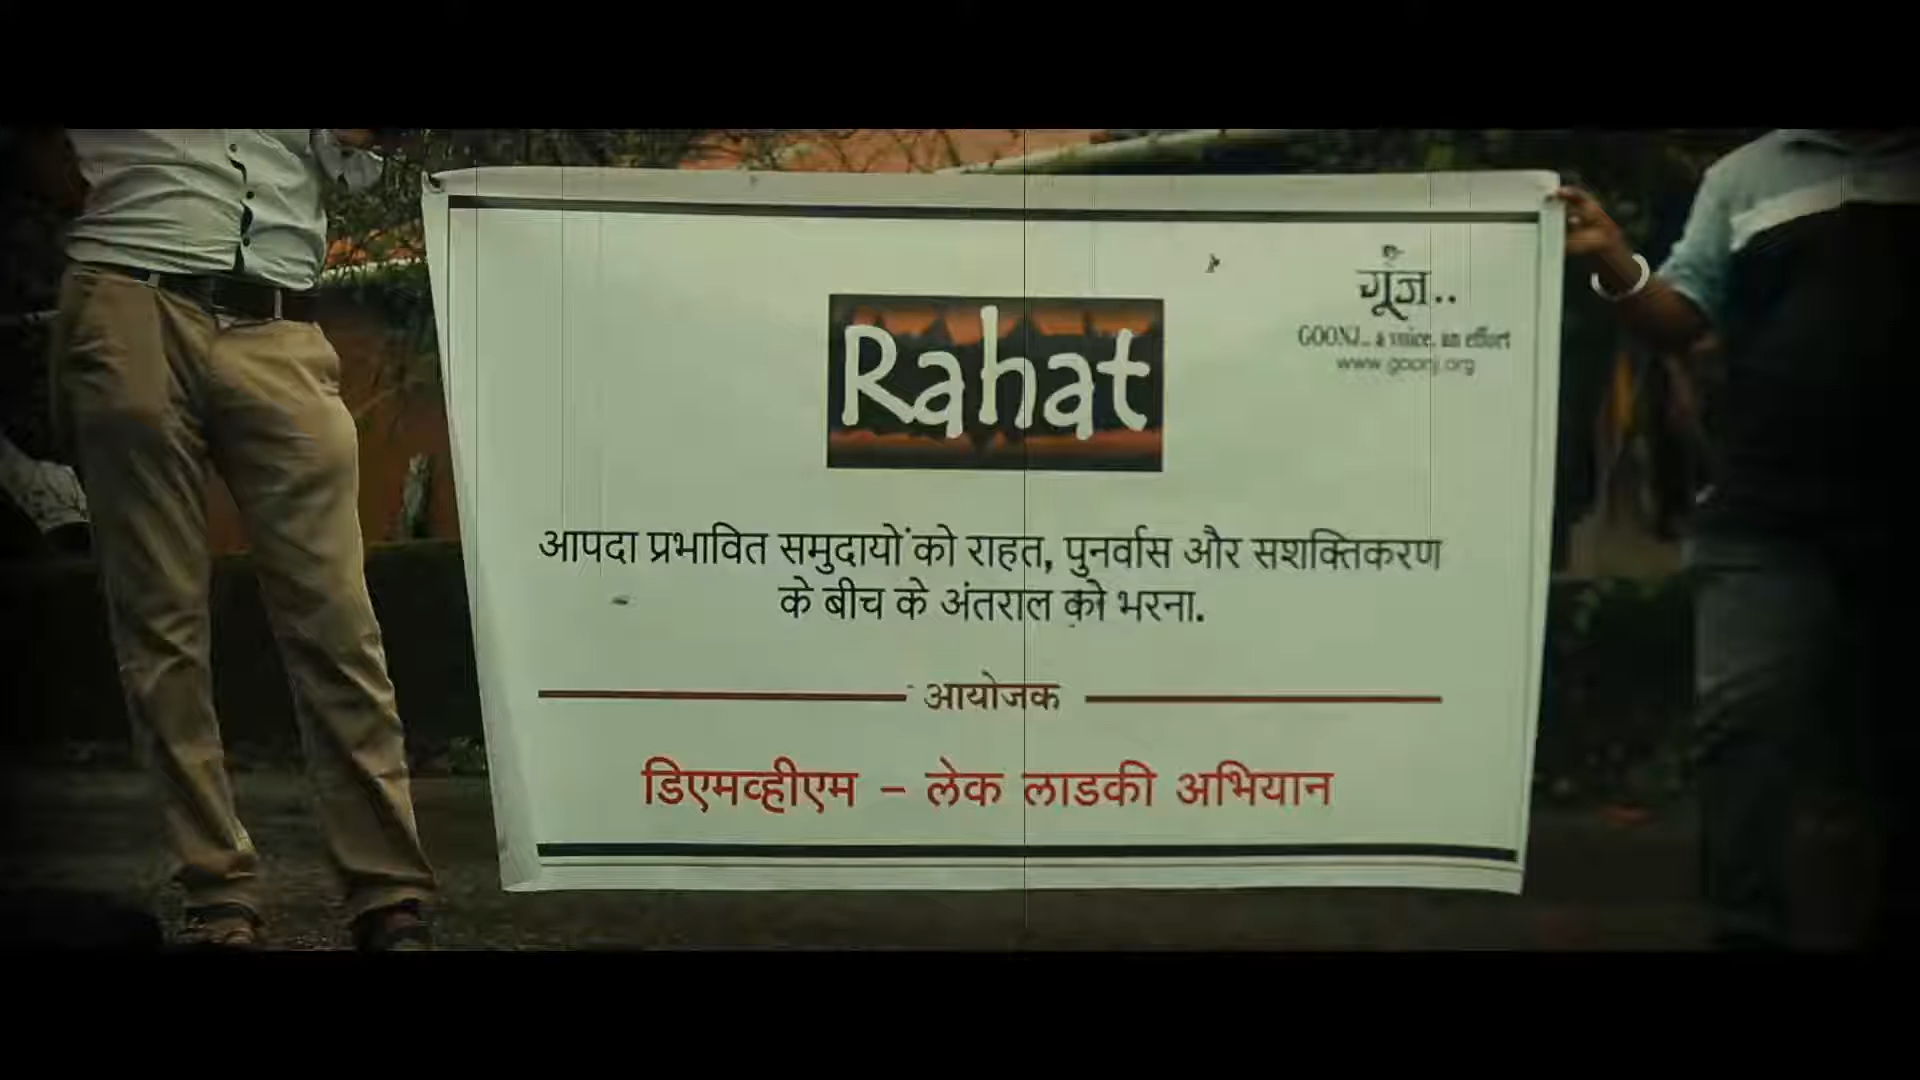 गूंज..
GOONJ.. a voice, an effort
www.goonj.org
Rahat
आपदा प्रभावित समुदायों को राहत, पुनर्वास और सशक्तिकरण
के बीच के अंतराल को भरना.
आयोजक
डिएमव्हीएम - लेक लाडकी अभियान